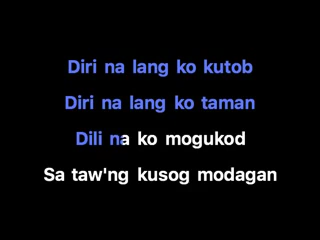 Diri na lang ko kutob
Diri na lang ko taman
Dili na ko mogukod
Sa taw'ng kusog modagan